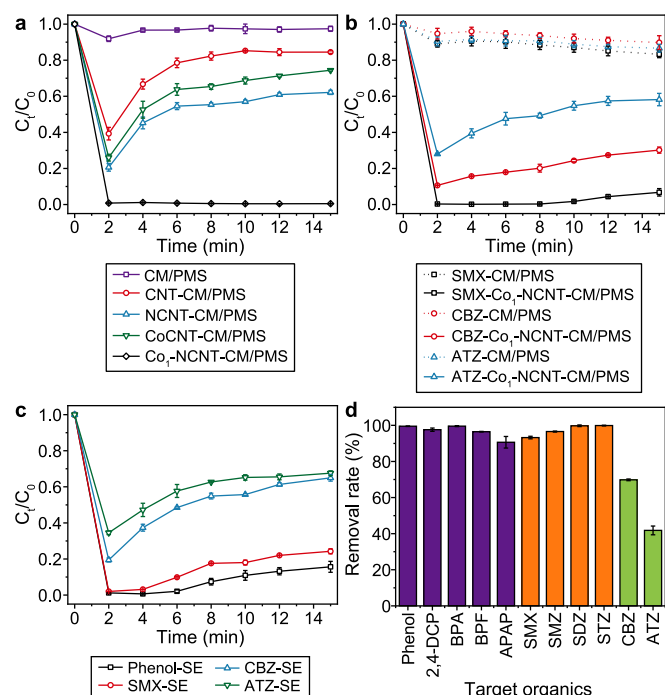 a
C_t/C_0
1.0
0.8
0.6
0.4
0.2
0.0
0 2 4 6 8 10 12 14
Time (min)
CM/PMS
CNT-CM/PMS
NCNT-CM/PMS
CoCNT-CM/PMS
Co₁-NCNT-CM/PMS
b
C_t/C_0
1.0
0.8
0.6
0.4
0.2
0.0
0 2 4 6 8 10 12 14
Time (min)
SMX-CM/PMS
SMX-Co₁-NCNT-CM/PMS
CBZ-CM/PMS
CBZ-Co₁-NCNT-CM/PMS
ATZ-CM/PMS
ATZ-Co₁-NCNT-CM/PMS
c
C_t/C_0
1.0
0.8
0.6
0.4
0.2
0.0
0 2 4 6 8 10 12 14
Time (min)
Phenol-SE CBZ-SE
SMX-SE ATZ-SE
d
Removal rate (%)
100
80
60
40
20
0
Phenol
2,4-DCP
BPA
BPF
APAP
SMX
SMZ
SDZ
STZ
CBZ
ATZ
Target organics